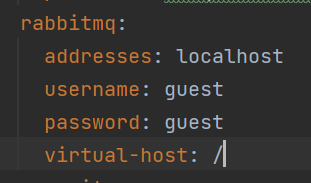 rabbitmq:
addresses: localhost
username: guest
password: guest
virtual-host: /